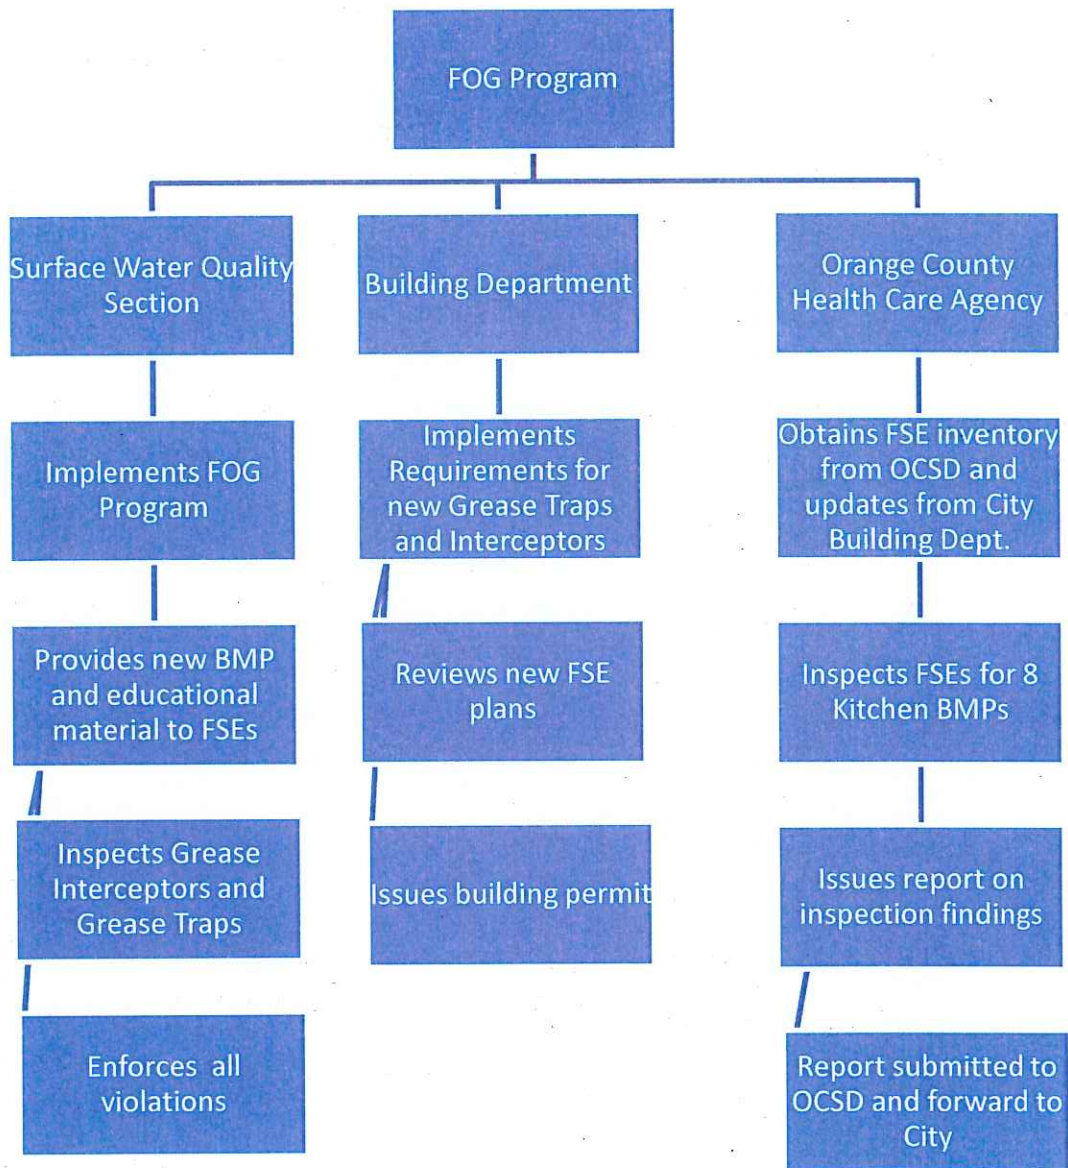 FOG Program
Surface Water Quality
Section
Building Department
Orange County
Health Care Agency
Implements FOG
Program
Implements
Requirements for
new Grease Traps
and Interceptors
Obtains FSE inventory
from OCSD and
updates from City
Building Dept.
Provides new BMP
and educational
material to FSEs
Reviews new FSE
plans
Inspects FSEs for 8
Kitchen BMPs
Inspects Grease
Interceptors and
Grease Traps
Issues building permit
Issues report on
inspection findings
Enforces all
violations
Report submitted to
OCSD and forward to
City